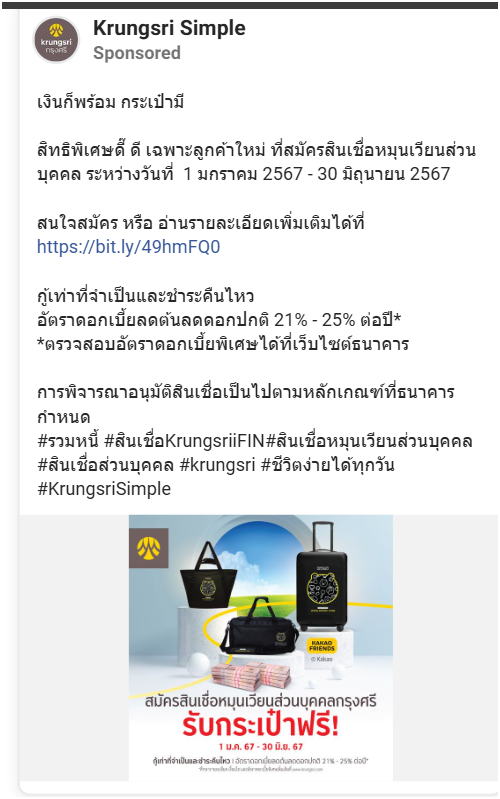 Krungsri Simple
krungsri
กรุงศรี
Sponsored
เงินก็พร้อม กระเป๋ามี
สิทธิพิเศษดี๊ ดี เฉพาะลูกค้าใหม่ ที่สมัครสินเชื่อหมุนเวียนส่วน
บุคคล ระหว่างวันที่ 1 มกราคม 2567 - 30 มิถุนายน 2567
สนใจสมัคร หรือ อ่านรายละเอียดเพิ่มเติมได้ที่
https://bit.ly/49hmFQ0
กู้เท่าที่จำเป็นและชำระคืนไหว
อัตราดอกเบี้ยลดต้นลดดอกปกติ 21% - 25% ต่อปี*
*ตรวจสอบอัตราดอกเบี้ยพิเศษได้ที่เว็บไซต์ธนาคาร
การพิจารณาอนุมัติสินเชื่อเป็นไปตามหลักเกณฑ์ที่ธนาคาร
กำหนด
#รวมหนี้ #สินเชื่อKrungsriiFIN#สินเชื่อหมุนเวียนส่วนบุคคล
#สินเชื่อส่วนบุคคล #krungsri #ชีวิตง่ายได้ทุกวัน
#KrungsriSimple
KAKAO
FRIENDS
© Kakao
สมัครสินเชื่อหมุนเวียนส่วนบุคคลกรุงศรี
รับกระเป๋าฟรี!
1 ม.ค. 67 - 30 มิ.ย. 67
กู้เท่าที่จำเป็นและชำระคืนไหว | อัตราดอกเบี้ยลดต้นลดดอกปกติ 21% - 25% ต่อปี*